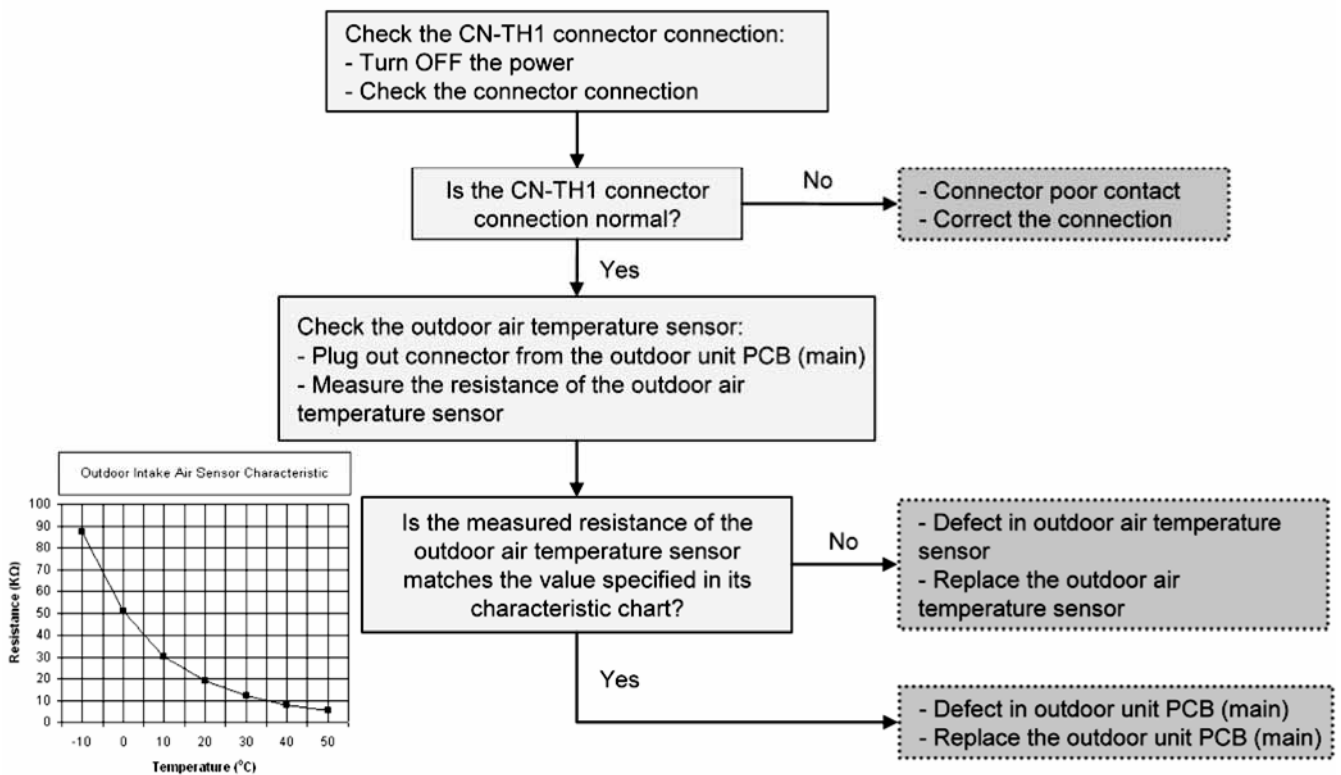 Check the CN-TH1 connector connection:
- Turn OFF the power
- Check the connector connection
Is the CN-TH1 connector
connection normal?
No
- Connector poor contact
- Correct the connection
Yes
Check the outdoor air temperature sensor:
- Plug out connector from the outdoor unit PCB (main)
- Measure the resistance of the outdoor air
temperature sensor
Outdoor Intake Air Sensor Characteristic
Resistance (KΩ)
100
90
80
70
60
50
40
30
20
10
0
-10 0 10 20 30 40 50
Temperature (°C)
Is the measured resistance of the
outdoor air temperature sensor
matches the value specified in its
characteristic chart?
No
- Defect in outdoor air temperature
sensor
- Replace the outdoor air
temperature sensor
Yes
- Defect in outdoor unit PCB (main)
- Replace the outdoor unit PCB (main)